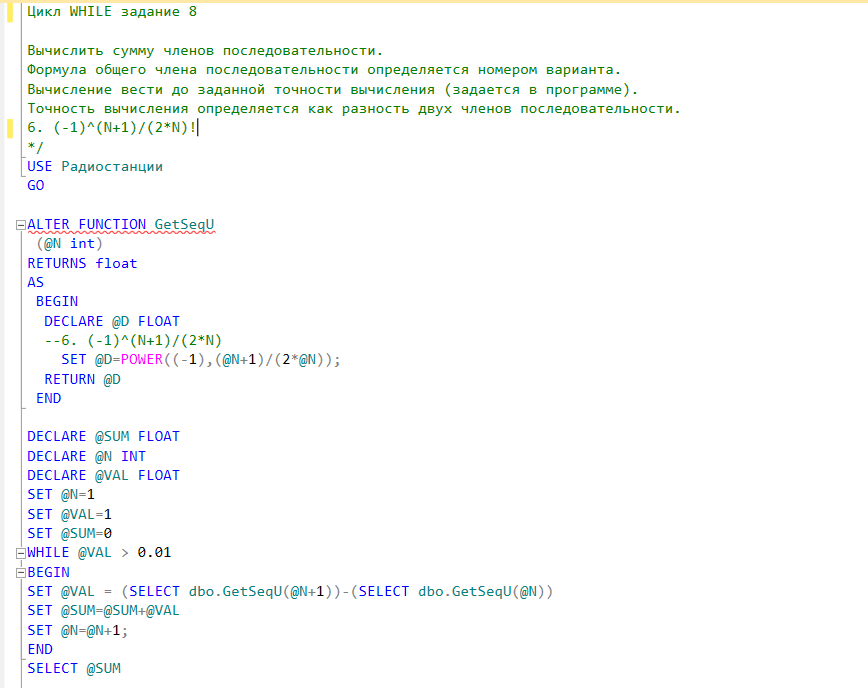 Цикл WHILE задание 8
Вычислить сумму членов последовательности.
Формула общего члена последовательности определяется номером варианта.
Вычисление вести до заданной точности вычисления (задается в программе).
Точность вычисления определяется как разность двух членов последовательности.
6. (-1)^(N+1)/(2*N)!
*/
USE Радиостанции
GO
ALTER FUNCTION GetSeqU
(@N int)
RETURNS float
AS
BEGIN
DECLARE @D FLOAT
--6. (-1)^(N+1)/(2*N)
SET @D=POWER((-1),(@N+1)/(2*@N));
RETURN @D
END
DECLARE @SUM FLOAT
DECLARE @N INT
DECLARE @VAL FLOAT
SET @N=1
SET @VAL=1
SET @SUM=0
WHILE @VAL > 0.01
BEGIN
SET @VAL = (SELECT dbo.GetSeqU(@N+1))-(SELECT dbo.GetSeqU(@N))
SET @SUM=@SUM+@VAL
SET @N=@N+1;
END
SELECT @SUM